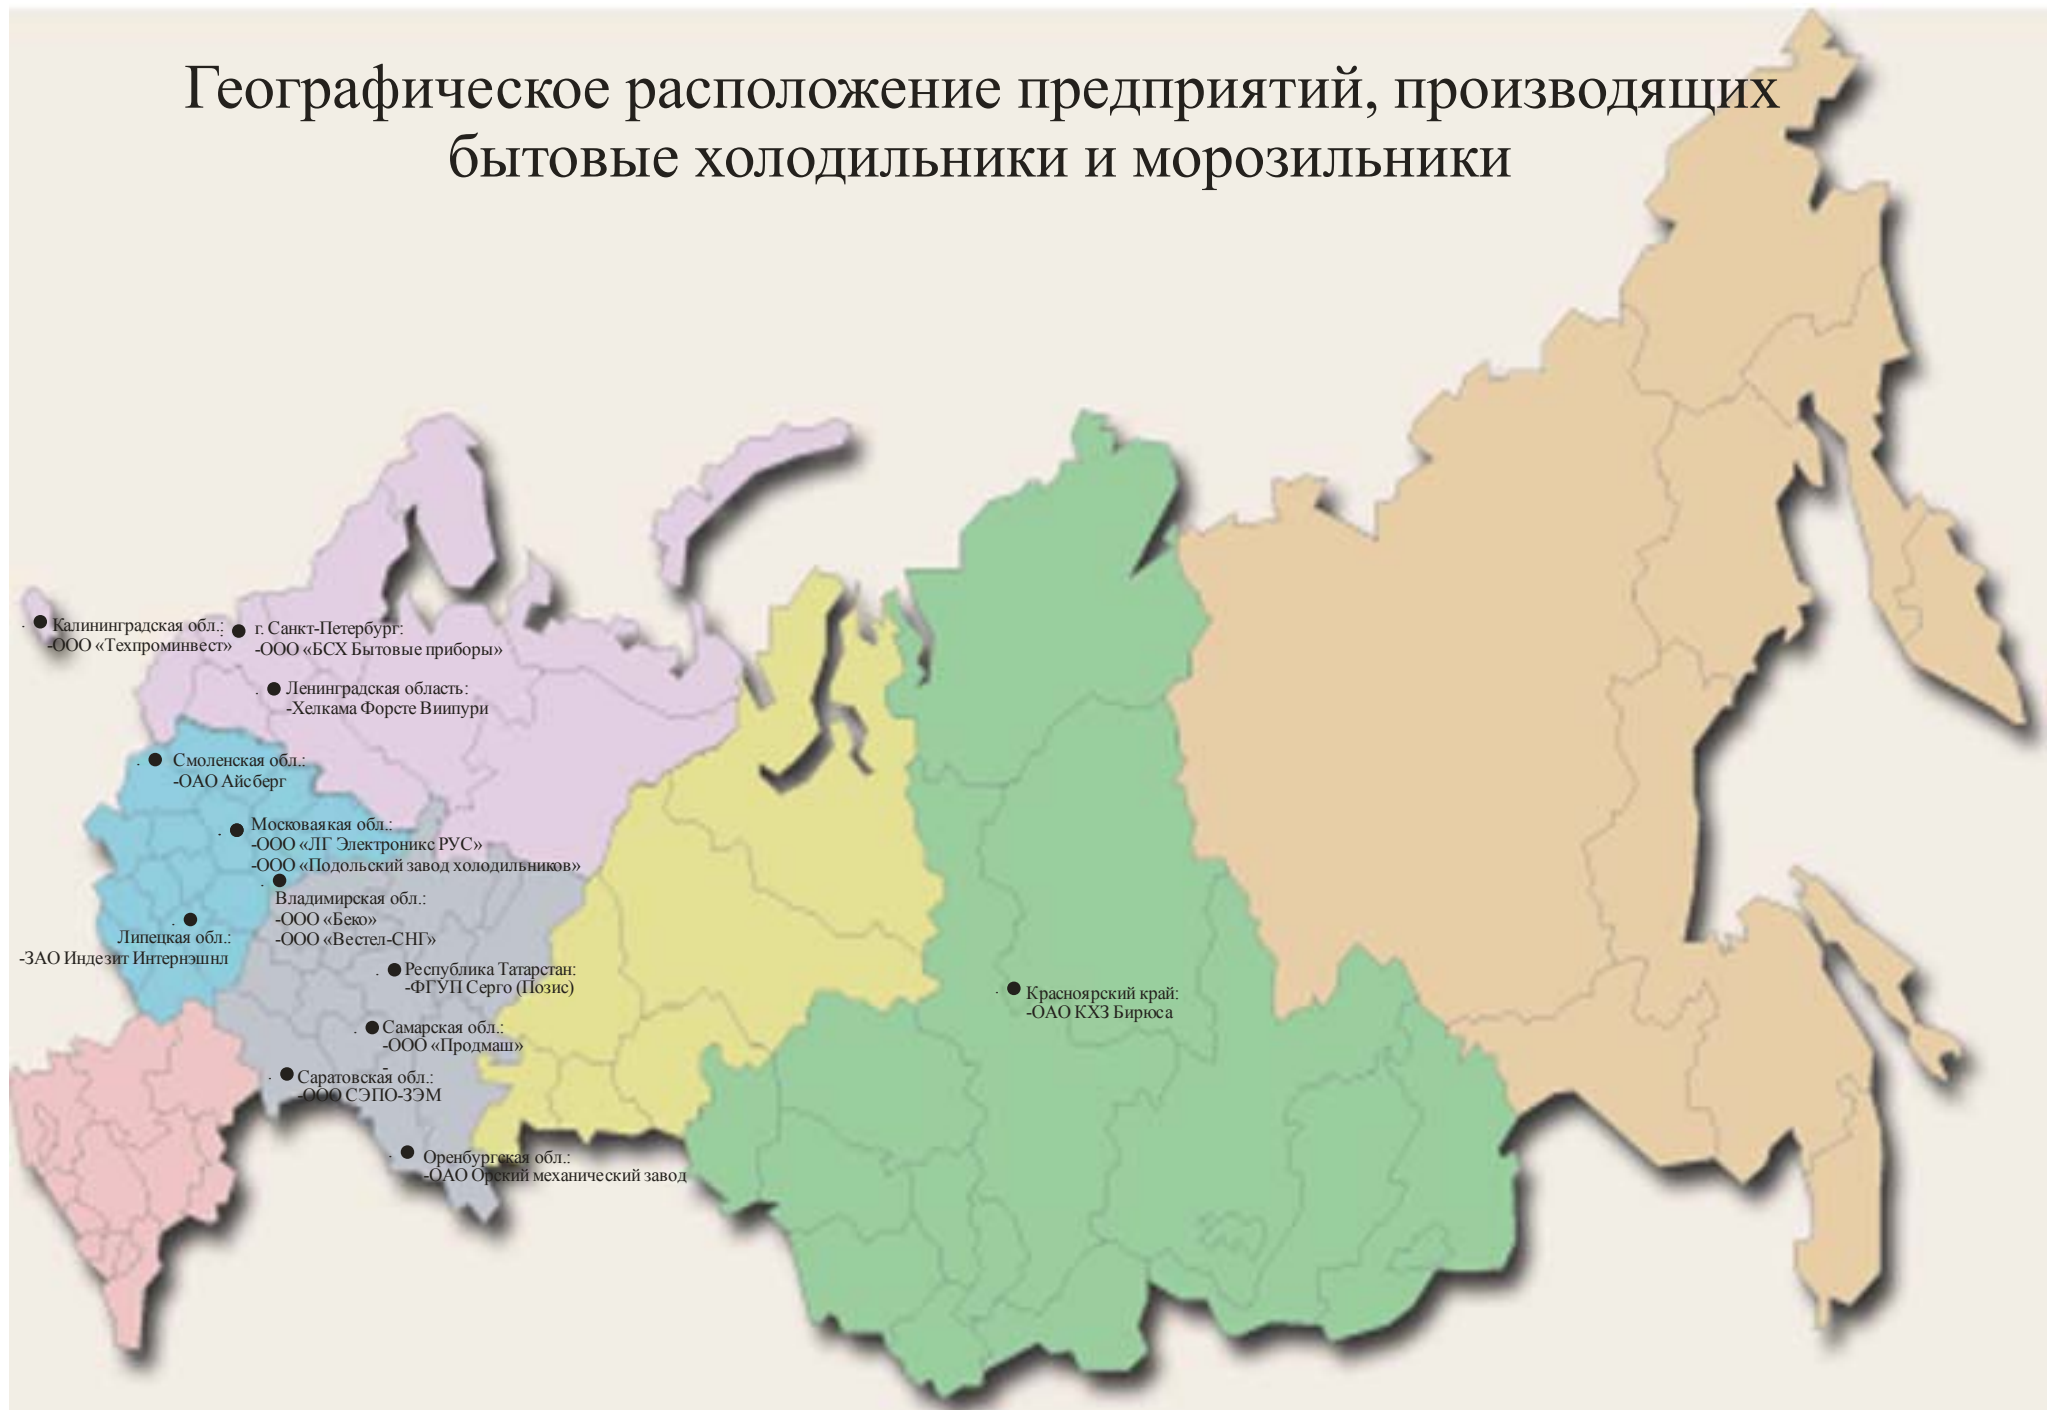 Географическое расположение предприятий, производящих
бытовые холодильники и морозильники
Калининградская обл.:
-ООО «Техпроминвест»
г. Санкт-Петербург:
-ООО «БСХ Бытовые приборы»
Ленинградская область:
-Хелкама Форсте Виипури
Смоленская обл.:
-ОАО Айсберг
Московаякая обл.:
-ООО «ЛГ Электроникс РУС»
-ООО «Подольский завод холодильников»
Владимирская обл.:
-ООО «Беко»
-ООО «Вестел-СНГ»
Липецкая обл.:
-ЗАО Индезит Интернэшнл
Республика Татарстан:
-ФГУП Серго (Позис)
Самарская обл.:
-ООО «Продмаш»
-
Саратовская обл.:
-ООО СЭПО-ЗЭМ
Оренбургская обл.:
-ОАО Орский механический завод
Красноярский край:
-ОАО КХЗ Бирюса